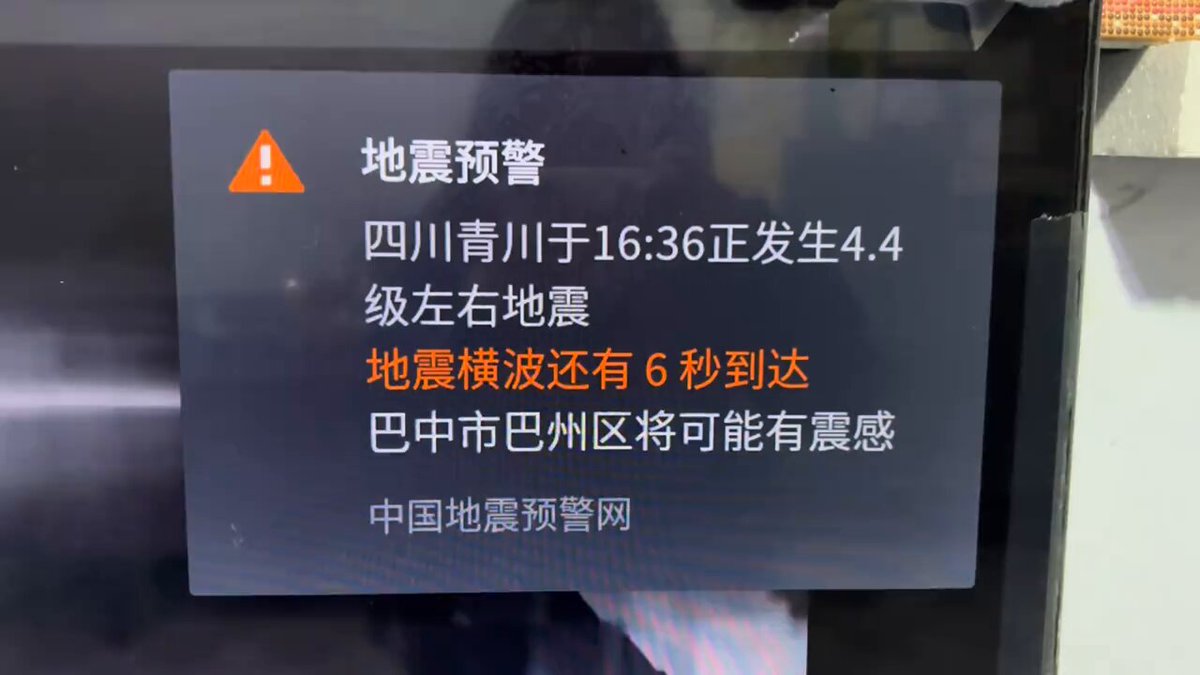 地震预警
四川青川于16:36正发生4.4
级左右地震
地震横波还有 6 秒到达
巴中市巴州区将可能有震感
中国地震预警网